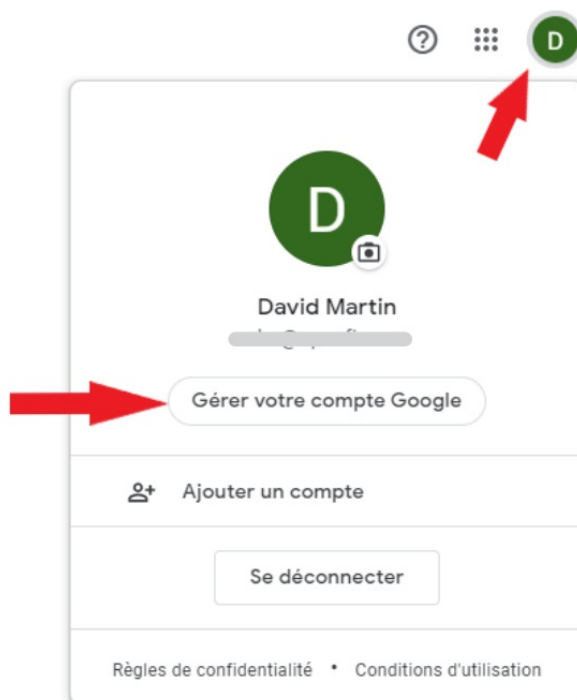 D
D
David Martin
Gérer votre compte Google
Ajouter un compte
Se déconnecter
Règles de confidentialité • Conditions d'utilisation